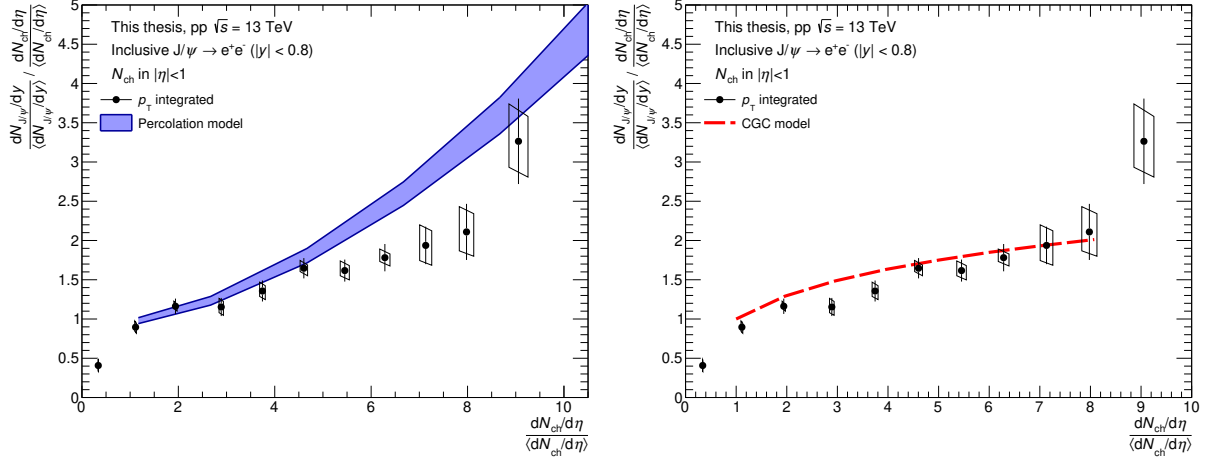 This thesis, pp √s = 13 TeV
Inclusive J/ψ → e⁺e⁻ (|y| < 0.8)
N_ch in |η|<1
p_T integrated
Percolation model
dN_J/ψ/dy / ⟨dN_J/ψ/dy⟩ / dN_ch/dη / ⟨dN_ch/dη⟩
5
4.5
4
3.5
3
2.5
2
1.5
1
0.5
0 2 4 6 8 10
dN_ch/dη
⟨dN_ch/dη⟩
This thesis, pp √s = 13 TeV
Inclusive J/ψ → e⁺e⁻ (|y| < 0.8)
N_ch in |η|<1
p_T integrated
CGC model
dN_J/ψ/dy / ⟨dN_J/ψ/dy⟩ / dN_ch/dη / ⟨dN_ch/dη⟩
5
4.5
4
3.5
3
2.5
2
1.5
1
0.5
0 1 2 3 4 5 6 7 8 9 10
dN_ch/dη
⟨dN_ch/dη⟩